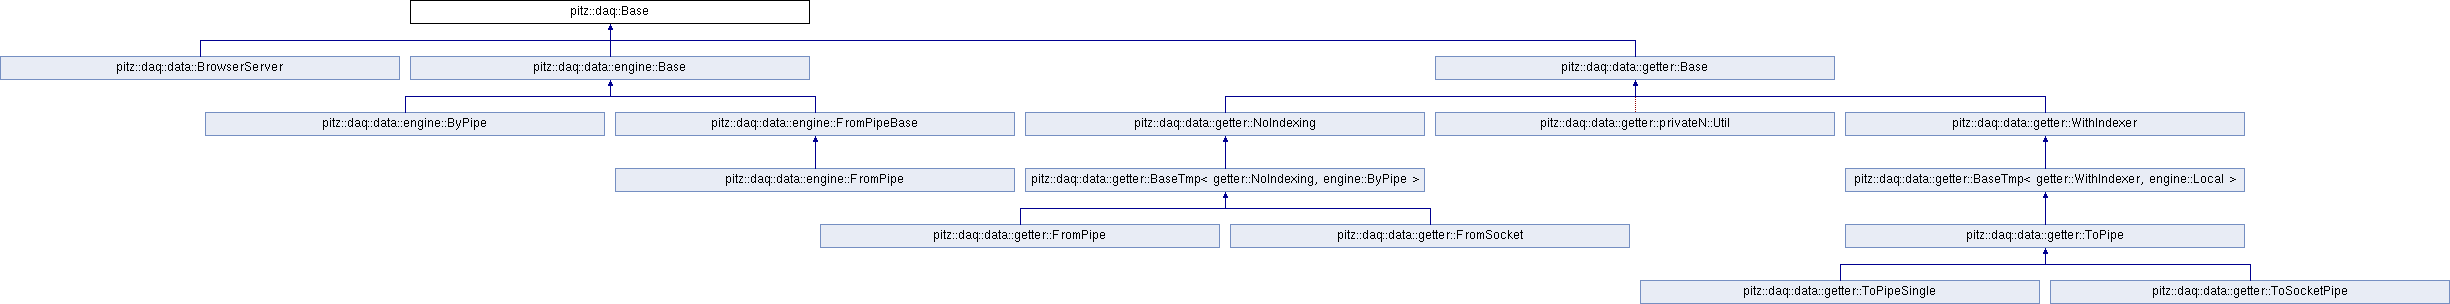 pitz::daq::Base
pitz::daq::data::BrowserServer
pitz::daq::data::engine::Base
pitz::daq::data::getter::Base
pitz::daq::data::engine::ByPipe
pitz::daq::data::engine::FromPipeBase
pitz::daq::data::getter::NoIndexing
pitz::daq::data::getter::privateN::Util
pitz::daq::data::getter::WithIndexer
pitz::daq::data::engine::FromPipe
pitz::daq::data::getter::BaseTmp< getter::NoIndexing, engine::ByPipe >
pitz::daq::data::getter::BaseTmp< getter::WithIndexer, engine::Local >
pitz::daq::data::getter::FromPipe
pitz::daq::data::getter::FromSocket
pitz::daq::data::getter::ToPipe
pitz::daq::data::getter::ToPipeSingle
pitz::daq::data::getter::ToSocketPipe